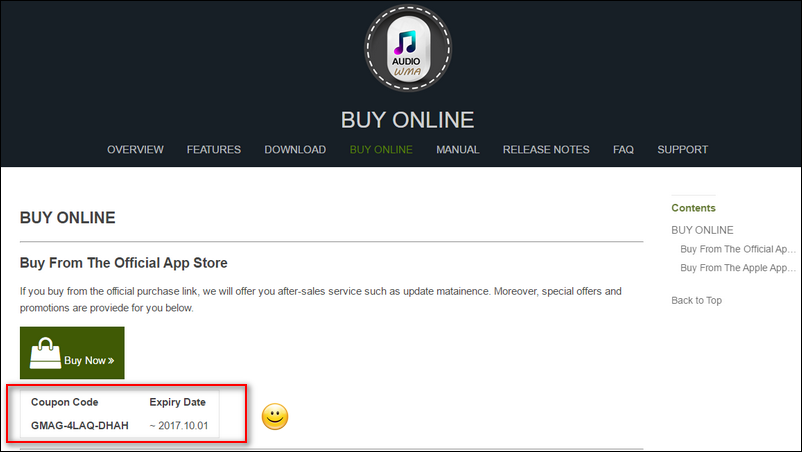 AUDIO
WMA
BUY ONLINE
OVERVIEW FEATURES DOWNLOAD BUY ONLINE MANUAL RELEASE NOTES FAQ SUPPORT
BUY ONLINE
Buy From The Official App Store
If you buy from the official purchase link, we will offer you after-sales service such as update matainence. Moreover, special offers and
promotions are proviede for you below.
Buy Now »
Coupon Code Expiry Date
GMAG-4LAQ-DHAH ~ 2017.10.01
Contents
BUY ONLINE
Buy From The Official Ap...
Buy From The Apple App...
Back to Top